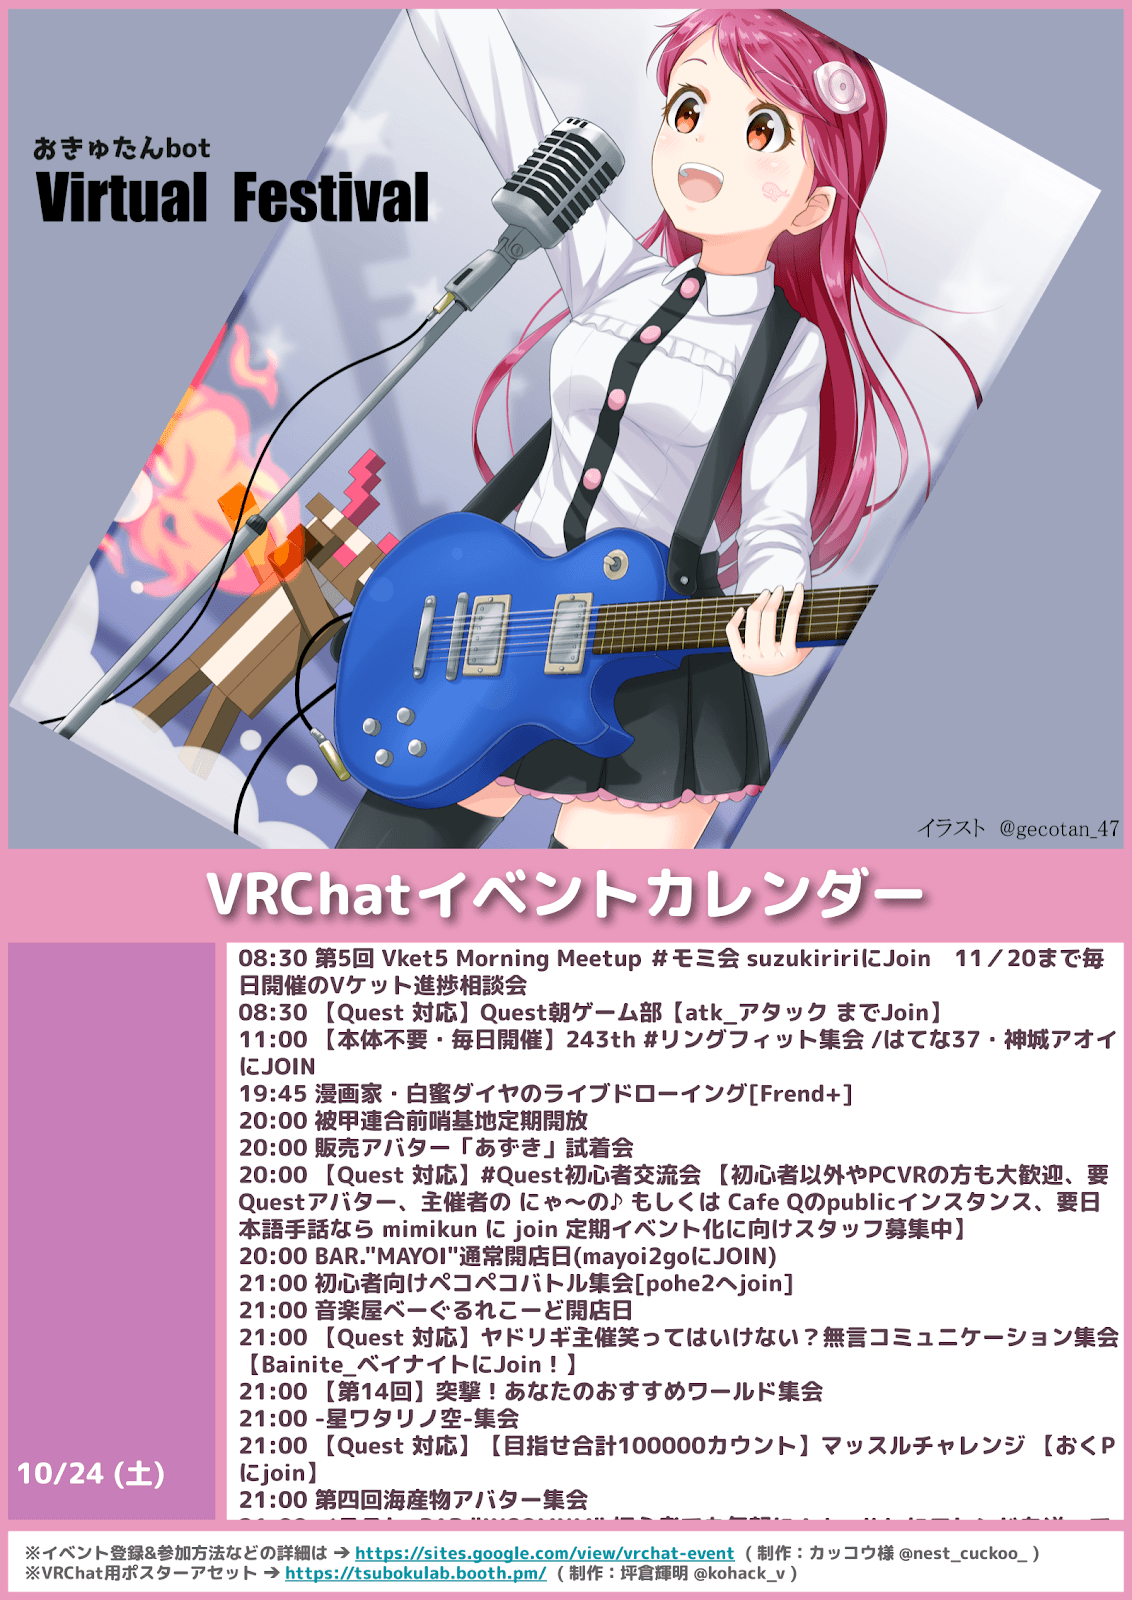 おきゅたんbot
Virtual Festival
イラスト @gecotan_47
VRChatイベントカレンダー
10/24 (土)
08:30 第5回 Vket5 Morning Meetup ＃モミ会 suzukiririにJoin　11／20まで毎
日開催のVケット進捗相談会
08:30 【Quest 対応】Quest朝ゲーム部【atk_アタック までJoin】
11:00 【本体不要・毎日開催】243th #リングフィット集会 /はてな37・神城アオイ
にJOIN
19:45 漫画家・白蜜ダイヤのライブドローイング[Frend+]
20:00 被甲連合前哨基地定期開放
20:00 販売アバター「あずき」試着会
20:00 【Quest 対応】#Quest初心者交流会 【初心者以外やPCVRの方も大歓迎、要
Questアバター、主催者の にゃ～の♪ もしくは Cafe Qのpublicインスタンス、要日
本語手話なら mimikun に join 定期イベント化に向けスタッフ募集中】
20:00 BAR."MAYOI"通常開店日(mayoi2goにJOIN)
21:00 初心者向けペコペコバトル集会[pohe2へjoin]
21:00 音楽屋べーぐるれこーど開店日
21:00 【Quest 対応】ヤドリギ主催笑ってはいけない？無言コミュニケーション集会
【Bainite_ベイナイトにJoin！】
21:00 【第14回】突撃！あなたのおすすめワールド集会
21:00 -星ワタリノ空-集会
21:00 【Quest 対応】【目指せ合計100000カウント】マッスルチャレンジ 【おくP
にjoin】
21:00 第四回海産物アバター集会
※イベント登録&参加方法などの詳細は → https://sites.google.com/view/vrchat-event ( 制作：カッコウ様 @nest_cuckoo_ )
※VRChat用ポスターアセット → https://tsubokulab.booth.pm/ ( 制作：坪倉輝明 @kohack_v )